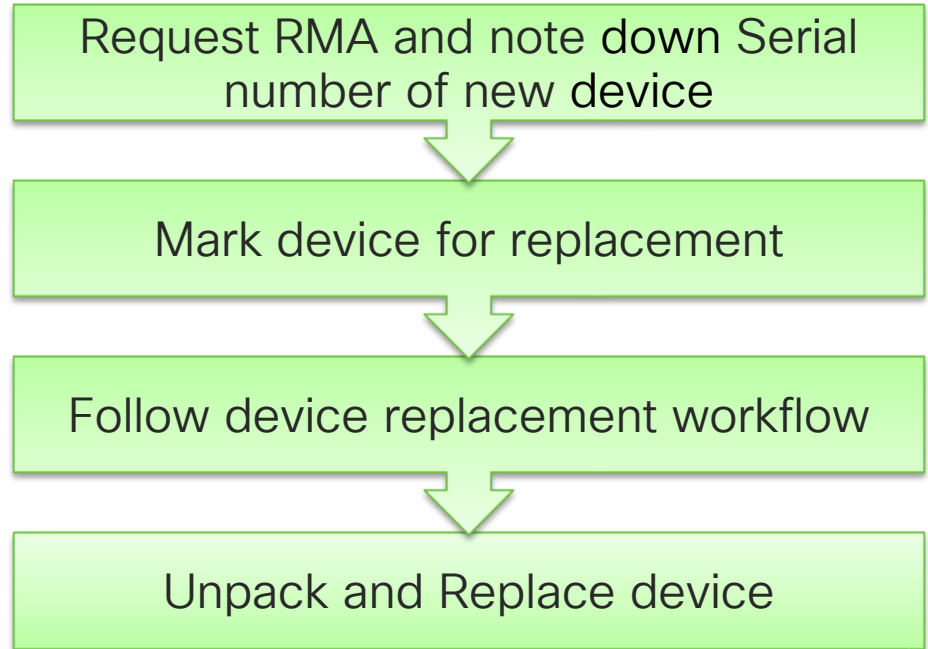 Request RMA and note down Serial
number of new device
Mark device for replacement
Follow device replacement workflow
Unpack and Replace device